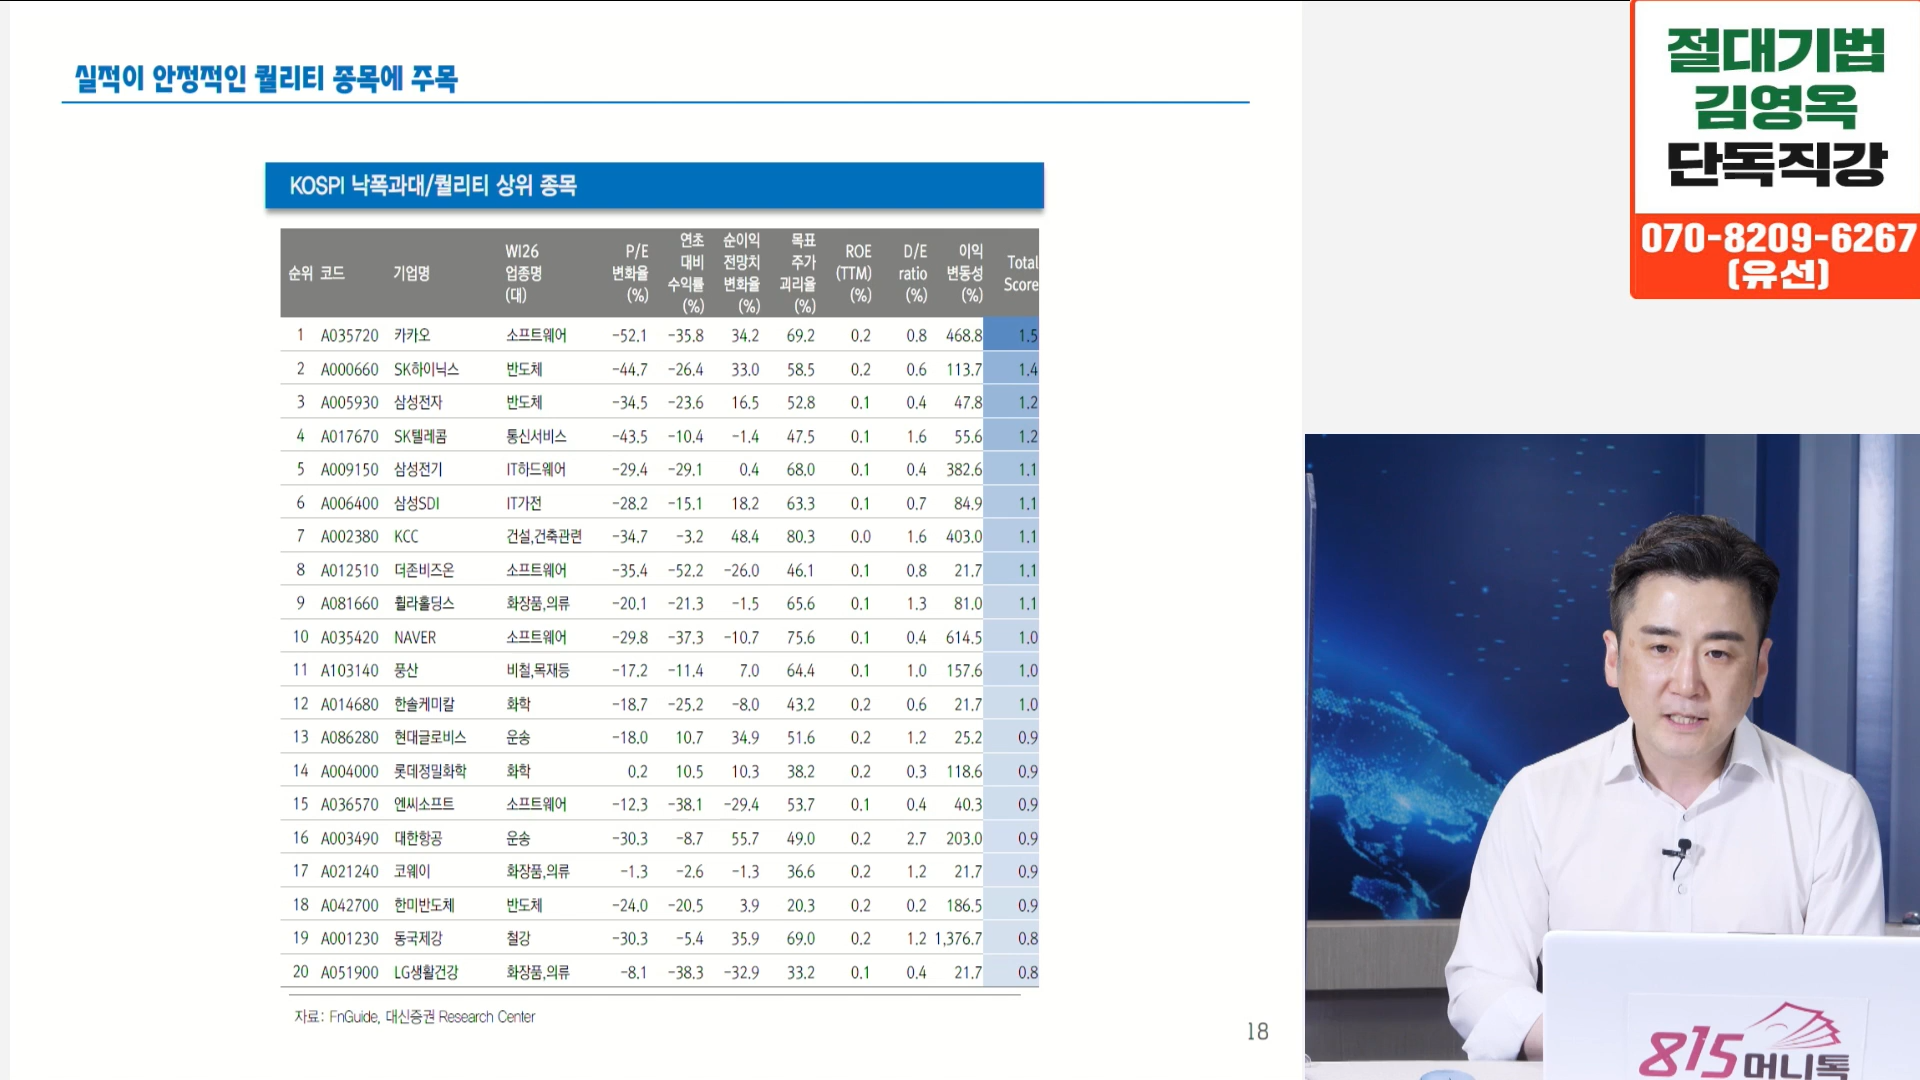 실적이 안정적인 퀄리티 종목에 주목
KOSPI 낙폭과대/퀄리티 상위 종목
순위 코드 기업명 WI26 업종명 (대) P/E 변화율 (%) 연초 대비 수익률 (%) 순이익 전망치 변화율 (%) 목표 주가 괴리율 (%) ROE (TTM) (%) D/E ratio (%) 이익 변동성 (%) Total Score
1 A035720 카카오 소프트웨어 -52.1 -35.8 34.2 69.2 0.2 0.8 468.8 1.5
2 A000660 SK하이닉스 반도체 -44.7 -26.4 33.0 58.5 0.2 0.6 113.7 1.4
3 A005930 삼성전자 반도체 -34.5 -23.6 16.5 52.8 0.1 0.4 47.8 1.2
4 A017670 SK텔레콤 통신서비스 -43.5 -10.4 -1.4 47.5 0.1 1.6 55.6 1.2
5 A009150 삼성전기 IT하드웨어 -29.4 -29.1 0.4 68.0 0.1 0.4 382.6 1.1
6 A006400 삼성SDI IT가전 -28.2 -15.1 18.2 63.3 0.1 0.7 84.9 1.1
7 A002380 KCC 건설,건축관련 -34.7 -3.2 48.4 80.3 0.0 1.6 403.0 1.1
8 A012510 더존비즈온 소프트웨어 -35.4 -52.2 -26.0 46.1 0.1 0.8 21.7 1.1
9 A081660 휠라홀딩스 화장품,의류 -20.1 -21.3 -1.5 65.6 0.1 1.3 81.0 1.1
10 A035420 NAVER 소프트웨어 -29.8 -37.3 -10.7 75.6 0.1 0.4 614.5 1.0
11 A103140 풍산 비철,목재등 -17.2 -11.4 7.0 64.4 0.1 1.0 157.6 1.0
12 A014680 한솔케미칼 화학 -18.7 -25.2 -8.0 43.2 0.2 0.6 21.7 1.0
13 A086280 현대글로비스 운송 -18.0 10.7 34.9 51.6 0.2 1.2 25.2 0.9
14 A004000 롯데정밀화학 화학 0.2 10.5 10.3 38.2 0.2 0.3 118.6 0.9
15 A036570 엔씨소프트 소프트웨어 -12.3 -38.1 -29.4 53.7 0.1 0.4 40.3 0.9
16 A003490 대한항공 운송 -30.3 -8.7 55.7 49.0 0.2 2.7 203.0 0.9
17 A021240 코웨이 화장품,의류 -1.3 -2.6 -1.3 36.6 0.2 1.2 21.7 0.9
18 A042700 한미반도체 반도체 -24.0 -20.5 3.9 20.3 0.2 0.2 186.5 0.9
19 A001230 동국제강 철강 -30.3 -5.4 35.9 69.0 0.2 1.2 1,376.7 0.8
20 A051900 LG생활건강 화장품,의류 -8.1 -38.3 -32.9 33.2 0.1 0.4 21.7 0.8
자료: FnGuide, 대신증권 Research Center
18
절대기법
김영옥
단독직강
070-8209-6267
(유선)
815머니톡